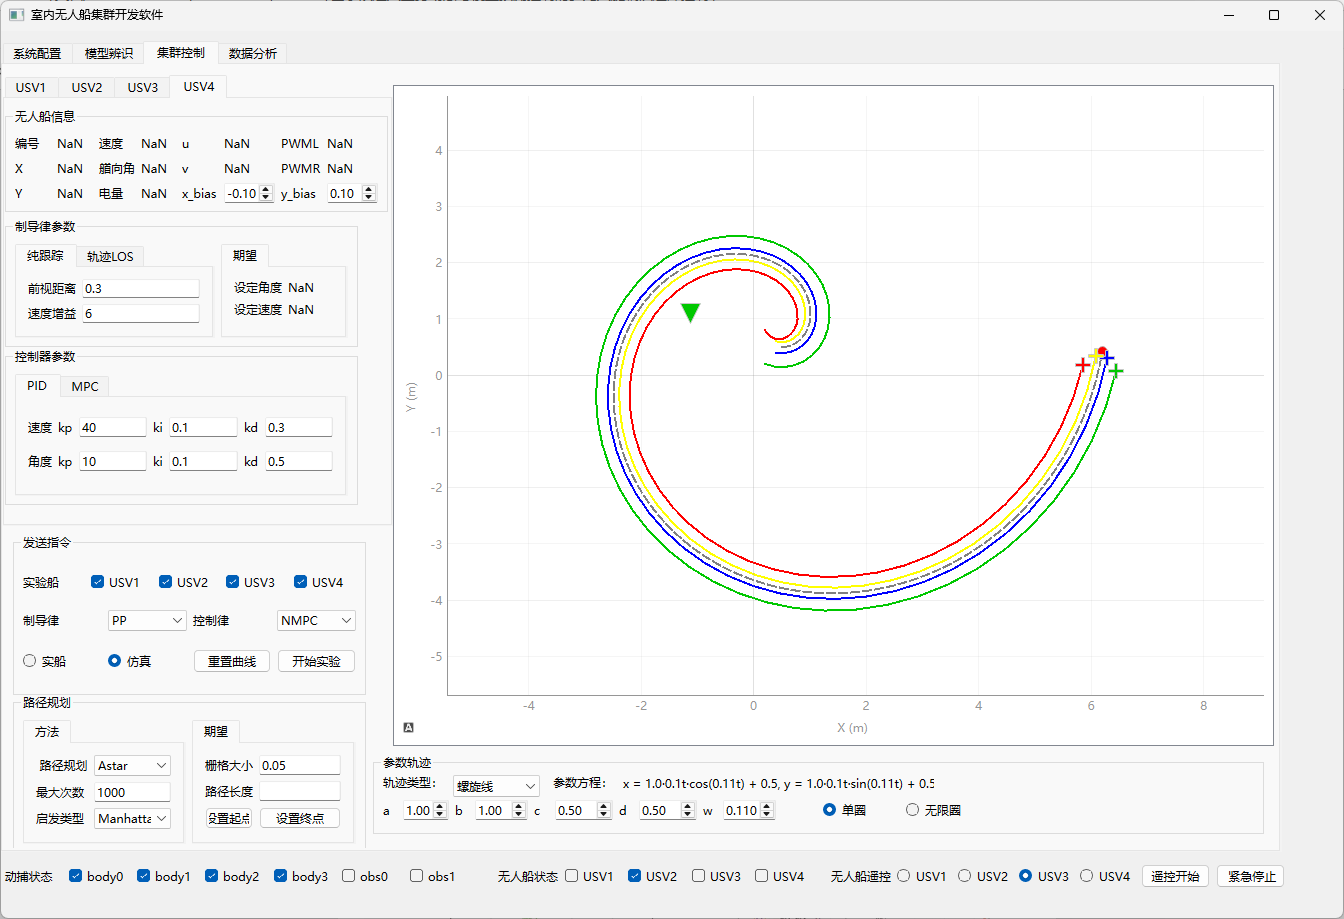 室内无人船集群开发软件
系统配置 模型辨识 集群控制 数据分析
USV1 USV2 USV3 USV4
无人船信息
编号 NaN 速度 NaN u NaN PWML NaN
X NaN 艏向角 NaN v NaN PWMR NaN
Y NaN 电量 NaN x_bias -0.10 y_bias 0.10
制导律参数
纯跟踪 轨迹LOS 期望
前视距离 0.3 设定角度 NaN
速度增益 6 设定速度 NaN
控制器参数
PID MPC
速度 kp 40 ki 0.1 kd 0.3
角度 kp 10 ki 0.1 kd 0.5
发送指令
实验船 USV1 USV2 USV3 USV4
制导律 PP 控制律 NMPC
实船 仿真 重置曲线 开始实验
路径规划
方法 期望
路径规划 Astar 栅格大小 0.05
最大次数 1000 路径长度
启发类型 Manhatta 设置起点 设置终点
4
3
2
1
0
-1
-2
-3
-4
-5
Y (m)
-4 -2 0 2 4 6 8
X (m)
A
参数轨迹
轨迹类型： 螺旋线 参数方程： x = 1.0·0.1t·cos(0.11t) + 0.5, y = 1.0·0.1t·sin(0.11t) + 0.5
a 1.00 b 1.00 c 0.50 d 0.50 w 0.110 单圈 无限圈
动捕状态 body0 body1 body2 body3 obs0 obs1 无人船状态 USV1 USV2 USV3 USV4 无人船遥控 USV1 USV2 USV3 USV4 遥控开始 紧急停止